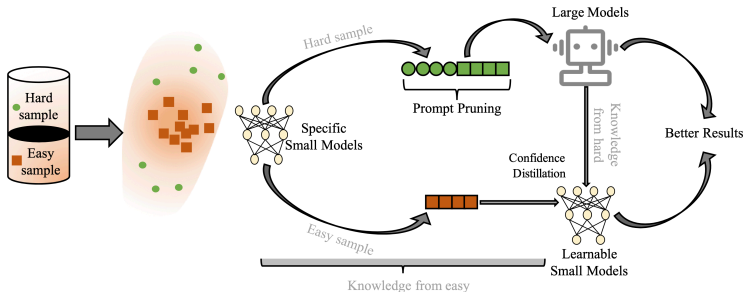 Hard
sample
Easy
sample
Hard sample
Specific
Small Models
Easy sample
Prompt Pruning
Large Models
Knowledge
from hard
Confidence
Distillation
Learnable
Small Models
Better Results
Knowledge from easy